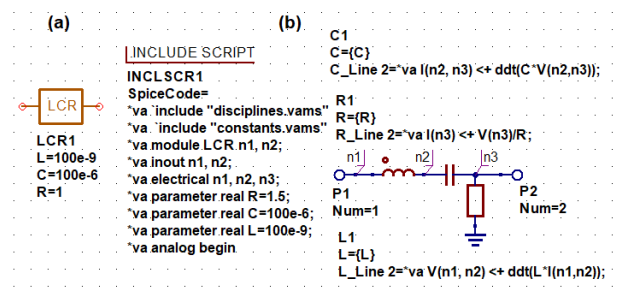 (a)
(b)
.INCLUDE SCRIPT
INCLSCR1
SpiceCode=
*va `include "disciplines.vams"
*va `include "constants.vams"
*va module LCR n1, n2;
*va inout n1, n2;
*va electrical n1, n2, n3;
*va parameter real R=1.5;
*va parameter real C=100e-6;
*va parameter real L=100e-9;
*va analog begin
LCR
LCR1
L=100e-9
C=100e-6
R=1
C1
C={C}
C_Line 2=*va I(n2, n3) <+ ddt(C*V(n2,n3));
R1
R={R}
R_Line 2=*va I(n3) <+ V(n3)/R;
n1
n2
n3
P1
Num=1
P2
Num=2
L1
L={L}
L_Line 2=*va V(n1, n2) <+ ddt(L*I(n1,n2));